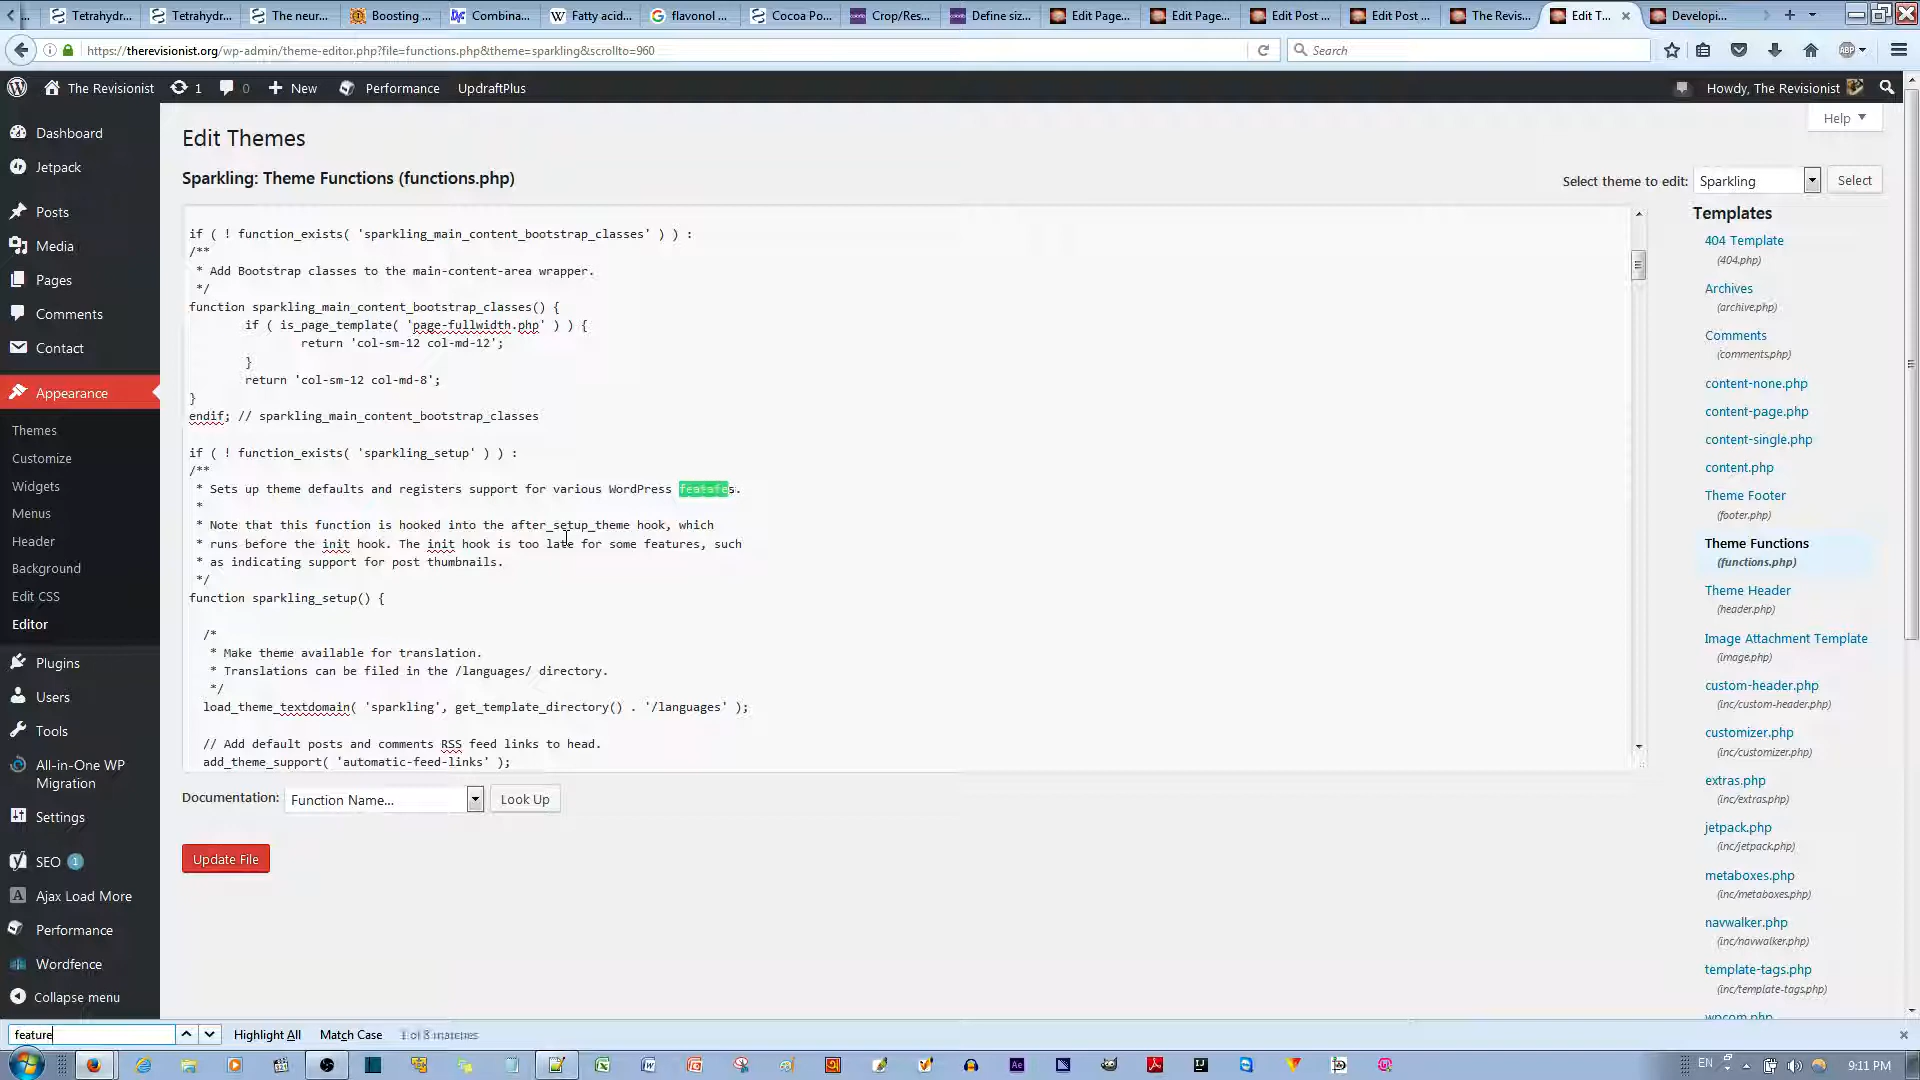 Tetrahydr...
Tetrahydr...
The neur...
Boosting ...
Combina...
Fatty acid...
flavonol ...
Cocoa Po...
Crop/Res...
Define siz...
Edit Page...
Edit Page...
Edit Post ...
Edit Post ...
The Revis...
Edit T...
Developi...
https://therevisionist.org/wp-admin/theme-editor.php?file=functions.php&theme=sparkling&scrollto=960
Search
ABP
The Revisionist
1
0
New
Performance
UpdraftPlus
Howdy, The Revisionist
Dashboard
Jetpack
Posts
Media
Pages
Comments
Contact
Appearance
Themes
Customize
Widgets
Menus
Header
Background
Edit CSS
Editor
Plugins
Users
Tools
All-in-One WP
Migration
Settings
SEO 1
Ajax Load More
Performance
Wordfence
Collapse menu
Help
Edit Themes
Sparkling: Theme Functions (functions.php)
Select theme to edit: Sparkling Select
if ( ! function_exists( 'sparkling_main_content_bootstrap_classes' ) ) :
/**
* Add Bootstrap classes to the main-content-area wrapper.
*/
function sparkling_main_content_bootstrap_classes() {
if ( is_page_template( 'page-fullwidth.php' ) ) {
return 'col-sm-12 col-md-12';
}
return 'col-sm-12 col-md-8';
}
endif; // sparkling_main_content_bootstrap_classes
if ( ! function_exists( 'sparkling_setup' ) ) :
/**
* Sets up theme defaults and registers support for various WordPress features.
*
* Note that this function is hooked into the after_setup_theme hook, which
* runs before the init hook. The init hook is too late for some features, such
* as indicating support for post thumbnails.
*/
function sparkling_setup() {
/*
* Make theme available for translation.
* Translations can be filed in the /languages/ directory.
*/
load_theme_textdomain( 'sparkling', get_template_directory() . '/languages' );
// Add default posts and comments RSS feed links to head.
add_theme_support( 'automatic-feed-links' );
Documentation: Function Name... Look Up
Update File
Templates
404 Template
(404.php)
Archives
(archive.php)
Comments
(comments.php)
content-none.php
content-page.php
content-single.php
content.php
Theme Footer
(footer.php)
Theme Functions
(functions.php)
Theme Header
(header.php)
Image Attachment Template
(image.php)
custom-header.php
(inc/custom-header.php)
customizer.php
(inc/customizer.php)
extras.php
(inc/extras.php)
jetpack.php
(inc/jetpack.php)
metaboxes.php
(inc/metaboxes.php)
navwalker.php
(inc/navwalker.php)
template-tags.php
(inc/template-tags.php)
wpcom.php
feature
Highlight All
Match Case
1 of 8 matches
EN
9:11 PM